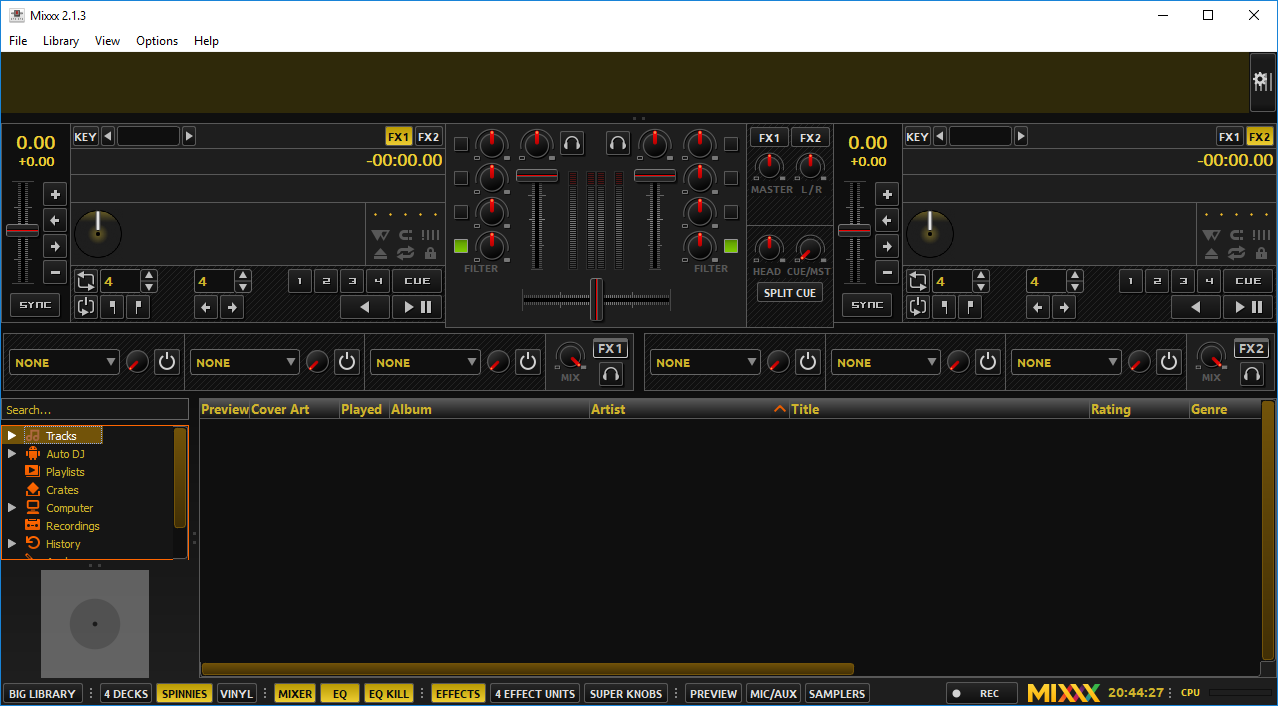 Mixxx 2.1.3
File Library View Options Help
0.00 KEY FX1 FX2 FX1 FX2 0.00 KEY FX1 FX2
+0.00 -00:00.00 +0.00 -00:00.00
MASTER L/R
FILTER FILTER HEAD CUE/MST
4 4 1 2 3 4 CUE SPLIT CUE 4 4 1 2 3 4 CUE
SYNC SYNC
NONE NONE NONE MIX FX1 NONE NONE NONE MIX FX2
Search...
Preview Cover Art Played Album Artist Title Rating Genre
Tracks
Auto DJ
Playlists
Crates
Computer
Recordings
History
BIG LIBRARY 4 DECKS SPINNIES VINYL MIXER EQ EQ KILL EFFECTS 4 EFFECT UNITS SUPER KNOBS PREVIEW MIC/AUX SAMPLERS REC MIXXX 20:44:27 CPU